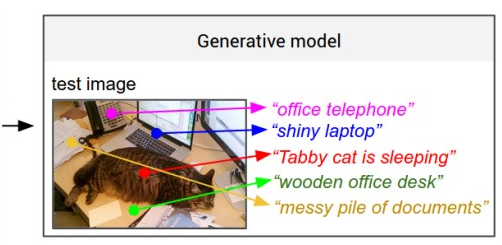 Generative model
test image
“office telephone”
“shiny laptop”
“Tabby cat is sleeping”
“wooden office desk”
“messy pile of documents”